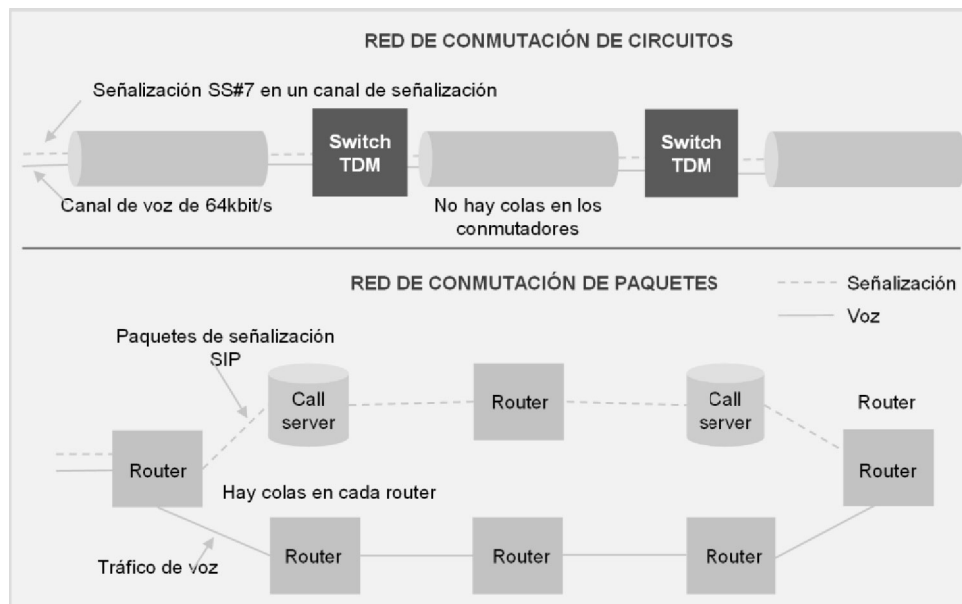 RED DE CONMUTACIÓN DE CIRCUITOS
Señalización SS#7 en un canal de señalización
Switch
TDM
Switch
TDM
Canal de voz de 64kbit/s
No hay colas en los
conmutadores
RED DE CONMUTACIÓN DE PAQUETES
Señalización
Voz
Paquetes de señalización
SIP
Call
server
Router
Call
server
Router
Router
Router
Hay colas en cada router
Router
Router
Router
Tráfico de voz